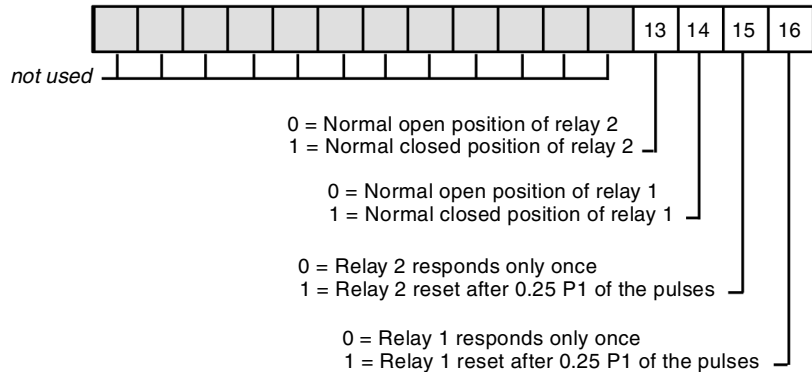 13 14 15 16
not used
0 = Normal open position of relay 2
1 = Normal closed position of relay 2
0 = Normal open position of relay 1
1 = Normal closed position of relay 1
0 = Relay 2 responds only once
1 = Relay 2 reset after 0.25 P1 of the pulses
0 = Relay 1 responds only once
1 = Relay 1 reset after 0.25 P1 of the pulses